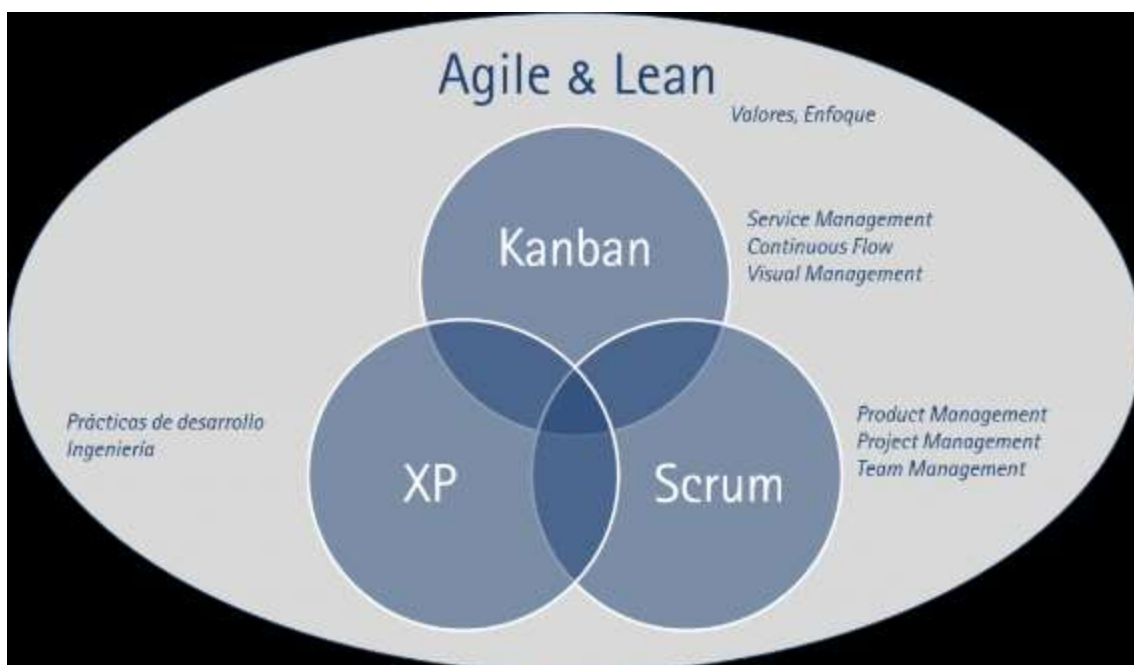 Agile & Lean
Valores, Enfoque
Kanban
Service Management
Continuous Flow
Visual Management
Prácticas de desarrollo
Ingeniería
XP
Scrum
Product Management
Project Management
Team Management